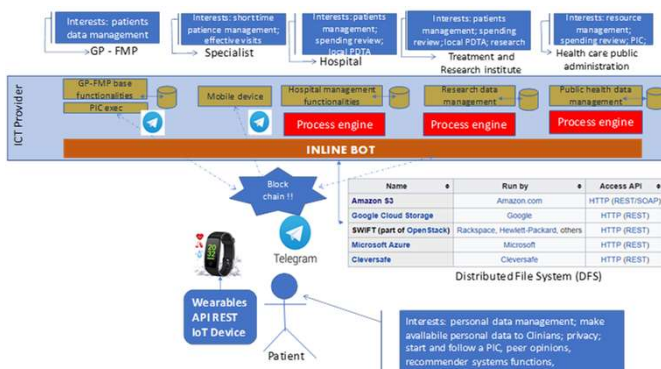 Interests: patients
data management
GP - FMP
Interests: shorttime
patience management;
effective visits
Specialist
Interests: patients
management;
spending review;
local PDTA
Hospital
Interests: patients
management; spending
review; local PDTA; research
Treatment and
Research institute
Interests: resource
management;
spending review; PIC;
Health care public
administration
ICT Provider
GP-FMP base
functionalities
PIC exec
Mobile device
Hospital management
functionalities
Process engine
Research data
management
Process engine
Public health data
management
Process engine
INLINE BOT
Block
chain !!
Telegram
Name Run by Access API
Amazon S3 Amazon.com HTTP (REST/SOAP)
Google Cloud Storage Google HTTP (REST)
SWIFT (part of OpenStack) Rackspace, Hewlett-Packard, others HTTP (REST)
Microsoft Azure Microsoft HTTP (REST)
Cleversafe Cleversafe HTTP (REST)
Distributed File System (DFS)
Wearables
API REST
IoT Device
Patient
Interests: personal data management; make
availabile personal data to Clinians; privacy;
start and follow a PIC, peer opinions,
recommender systems functions,